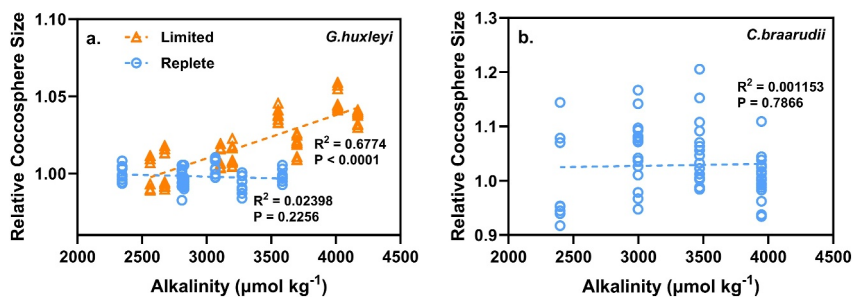 a.
Limited
Replete
G.huxleyi
R² = 0.6774
P < 0.0001
R² = 0.02398
P = 0.2256
1.10
1.05
1.00
Relative Coccosphere Size
2000 2500 3000 3500 4000 4500
Alkalinity (µmol kg⁻¹)
b.
C.braarudii
R² = 0.001153
P = 0.7866
1.3
1.2
1.1
1.0
0.9
Relative Coccosphere Size
2000 2500 3000 3500 4000 4500
Alkalinity (µmol kg⁻¹)